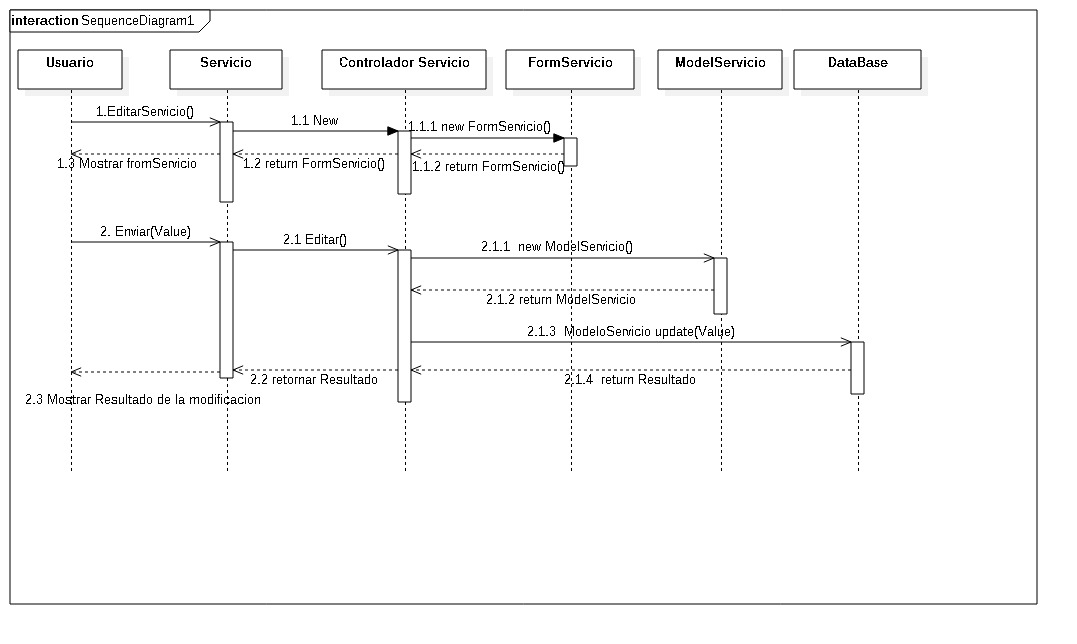 interaction SequenceDiagram1
Usuario
Servicio
Controlador Servicio
FormServicio
ModelServicio
DataBase
1.EditarServicio()
1.1 New
1.1.1 new FormServicio()
1.3 Mostrar fromServicio
1.2 return FormServicio()
1.1.2 return FormServicio()
2. Enviar(Value)
2.1 Editar()
2.1.1 new ModelServicio()
2.1.2 return ModelServicio
2.1.3 ModeloServicio update(Value)
2.2 retornar Resultado
2.1.4 return Resultado
2.3 Mostrar Resultado de la modificacion